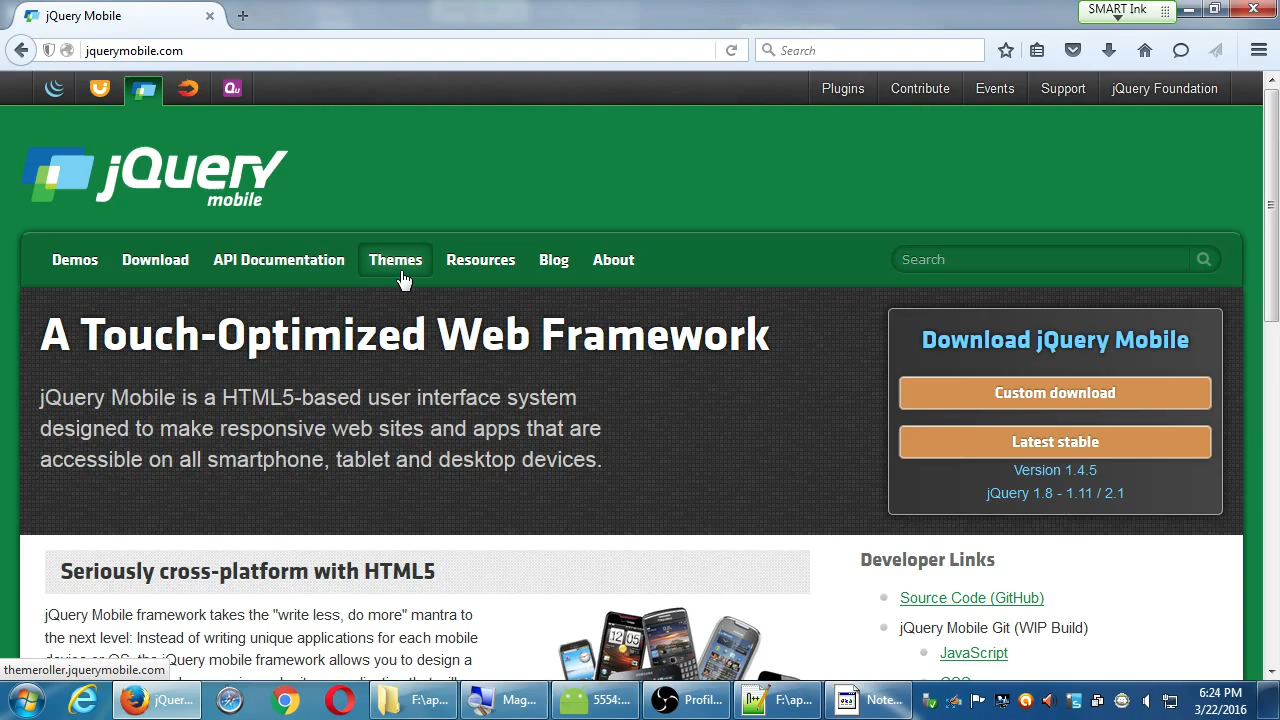 jQuery Mobile
SMART Ink
jquerymobile.com
Search
Qu
Plugins
Contribute
Events
Support
jQuery Foundation
jQuery
mobile
Demos
Download
API Documentation
Themes
Resources
Blog
About
Search
A Touch-Optimized Web Framework
jQuery Mobile is a HTML5-based user interface system
designed to make responsive web sites and apps that are
accessible on all smartphone, tablet and desktop devices.
Download jQuery Mobile
Custom download
Latest stable
Version 1.4.5
jQuery 1.8 - 1.11 / 2.1
Seriously cross-platform with HTML5
jQuery Mobile framework takes the "write less, do more" mantra to
the next level: Instead of writing unique applications for each mobile
the jQuery mobile framework allows you to design a
12:05
Developer Links
Source Code (GitHub)
jQuery Mobile Git (WIP Build)
JavaScript
themeroller.jquerymobile.com
jQuer...
F:\ap...
Mag...
5554:...
Profil...
F:\ap...
Note...
6:24 PM
3/22/2016